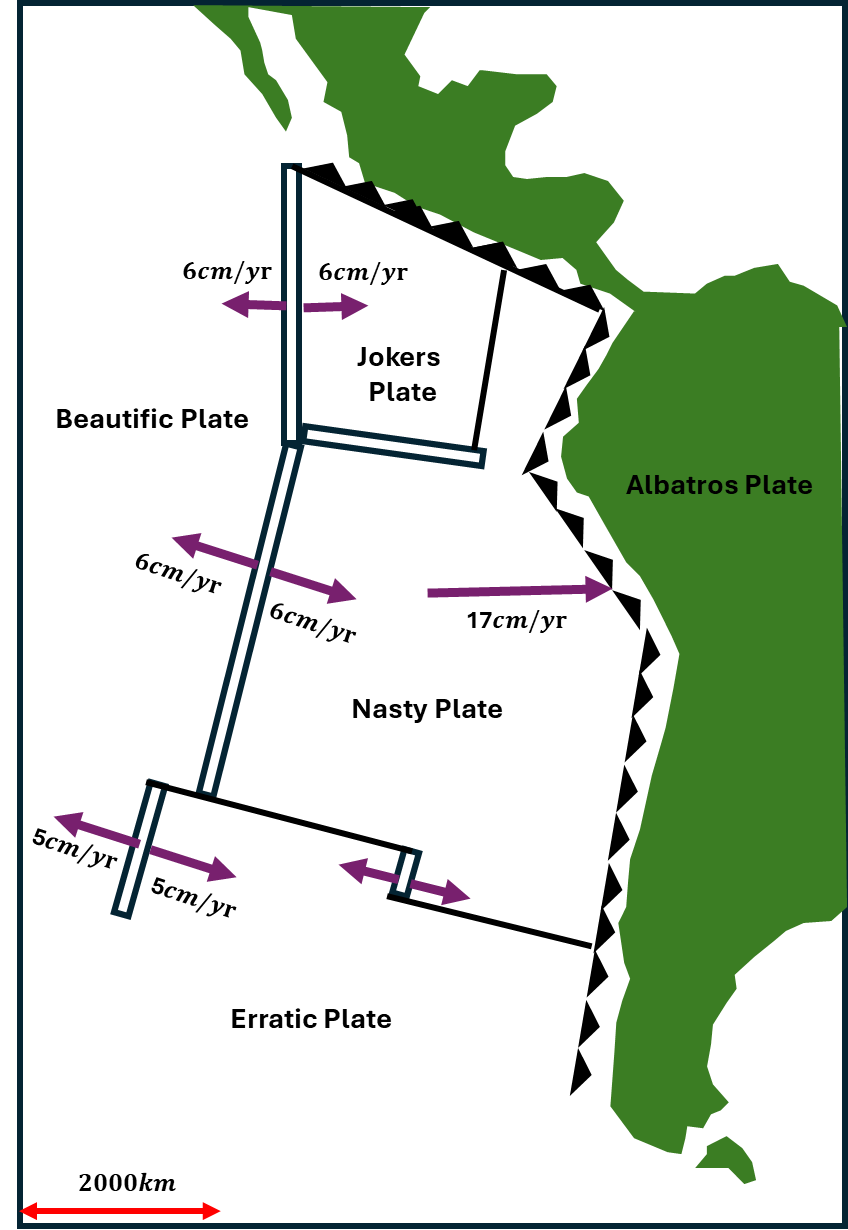 6cm/yr
6cm/yr
Jokers
Plate
Beautific Plate
Albatros Plate
6cm/yr
6cm/yr
17cm/yr
Nasty Plate
5cm/yr
5cm/yr
Erratic Plate
2000km